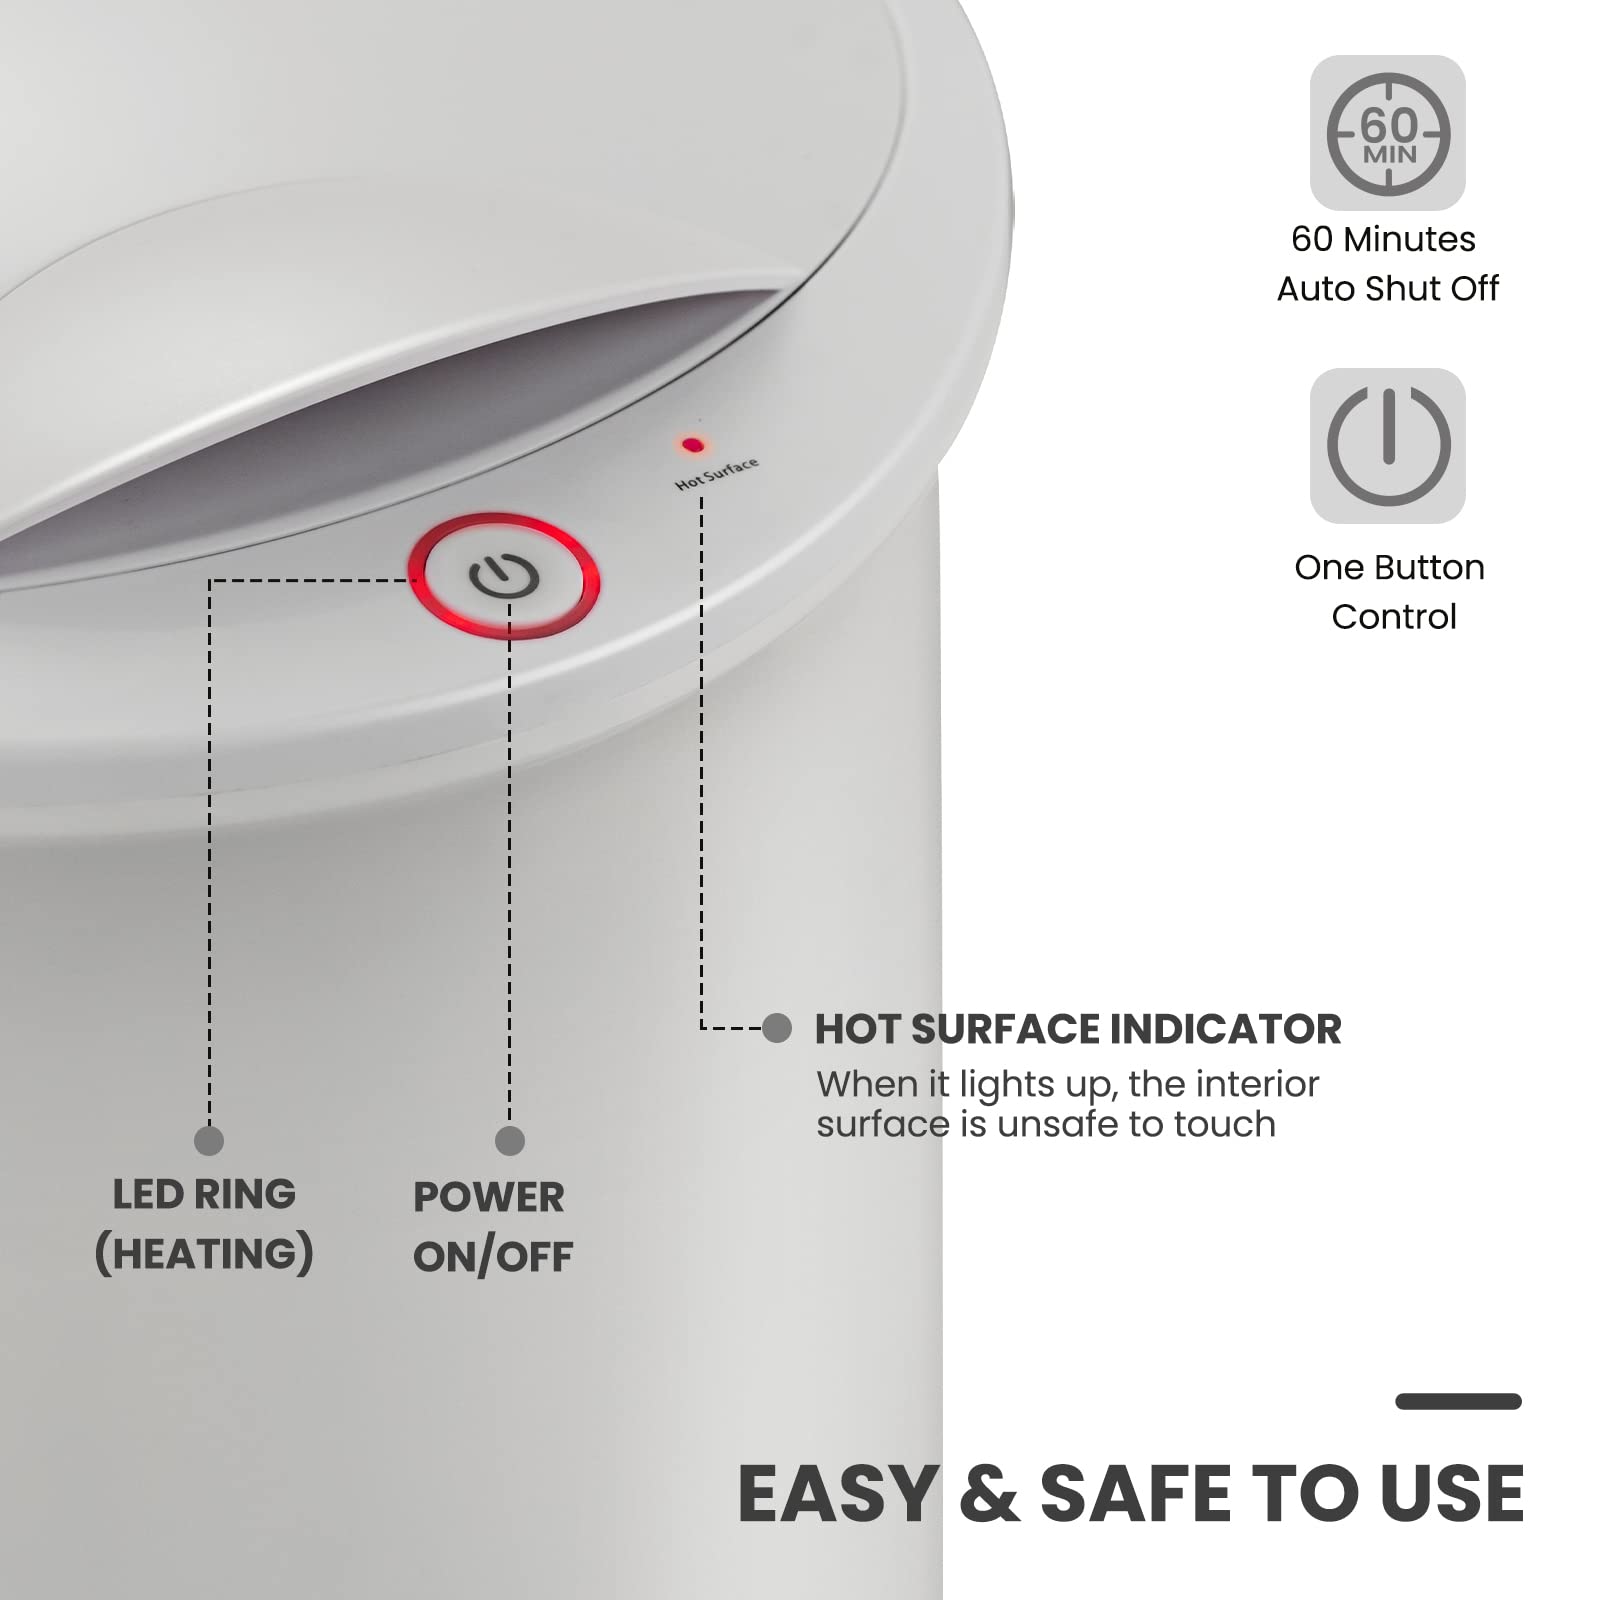 60
MIN
60 Minutes
Auto Shut Off
One Button
Control
Hot Surface
HOT SURFACE INDICATOR
When it lights up, the interior
surface is unsafe to touch
LED RING
(HEATING)
POWER
ON/OFF
EASY & SAFE TO USE